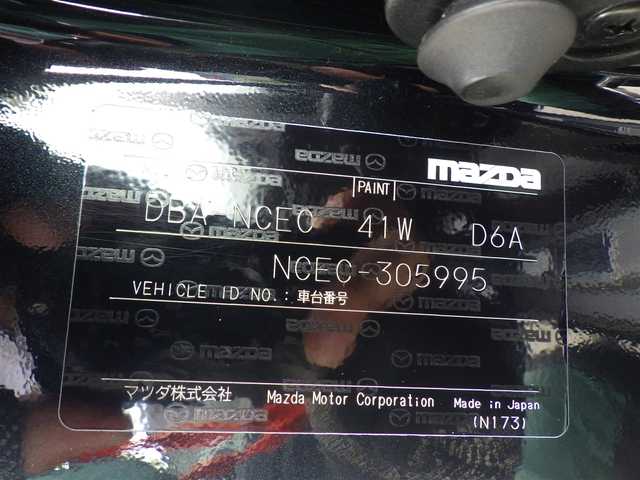 mazda
PAINT
DBA-NCEC 41W D6A
NCEC-305995
VEHICLE ID NO.: 車台番号
マツダ株式会社 Mazda Motor Corporation Made in Japan
(N173)